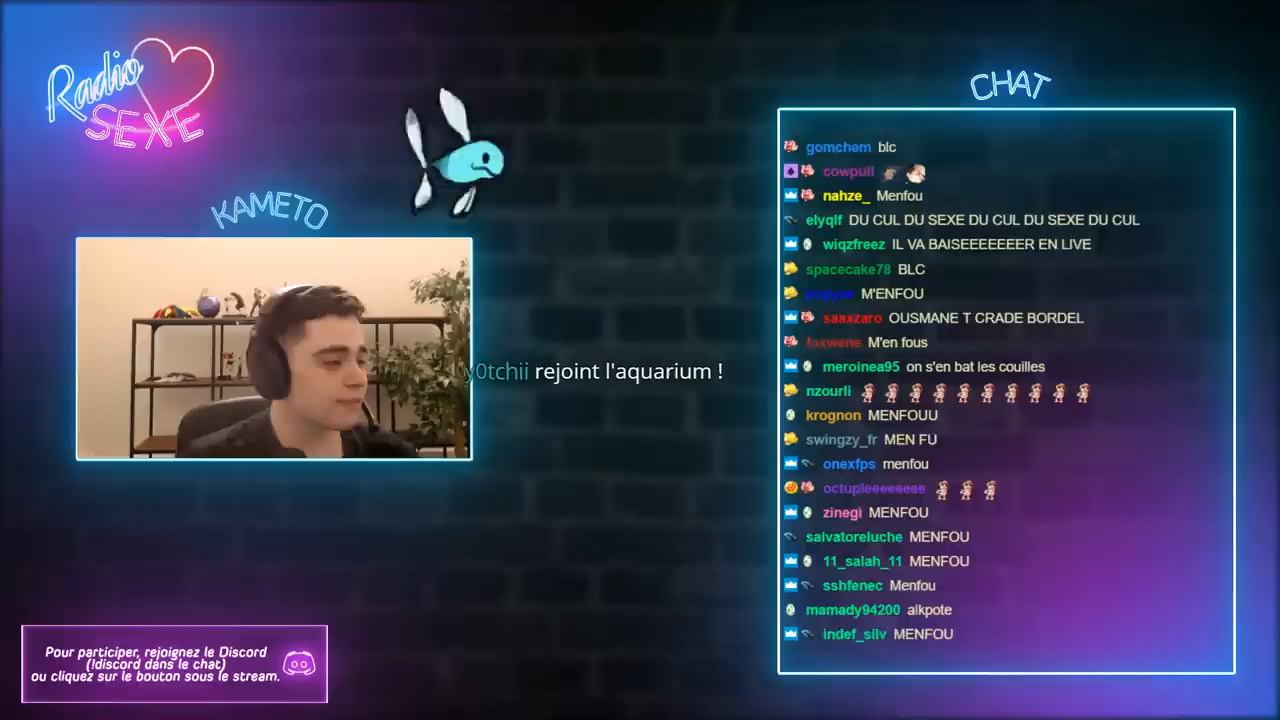 Radio
SEXE
KAMETO
y0tchii rejoint l'aquarium !
Pour participer, rejoignez le Discord
(!discord dans le chat)
ou cliquez sur le bouton sous le stream.
CHAT
gomchem blc
cowpull
nahze_ Menfou
elyqlf DU CUL DU SEXE DU CUL DU SEXE DU CUL
wiqzfreez IL VA BAISEEEEEEER EN LIVE
spacecake78 BLC
M'ENFOU
saaxzaro OUSMANE T CRADE BORDEL
foxwene M'en fous
meroinea95 on s'en bat les couilles
nzourli
krognon MENFOUU
swingzy_fr MEN FU
onexfps menfou
octupleeeeeeee
zinegi MENFOU
salvatoreluche MENFOU
11_salah_11 MENFOU
sshfenec Menfou
mamady94200 alkpote
indef_silv MENFOU